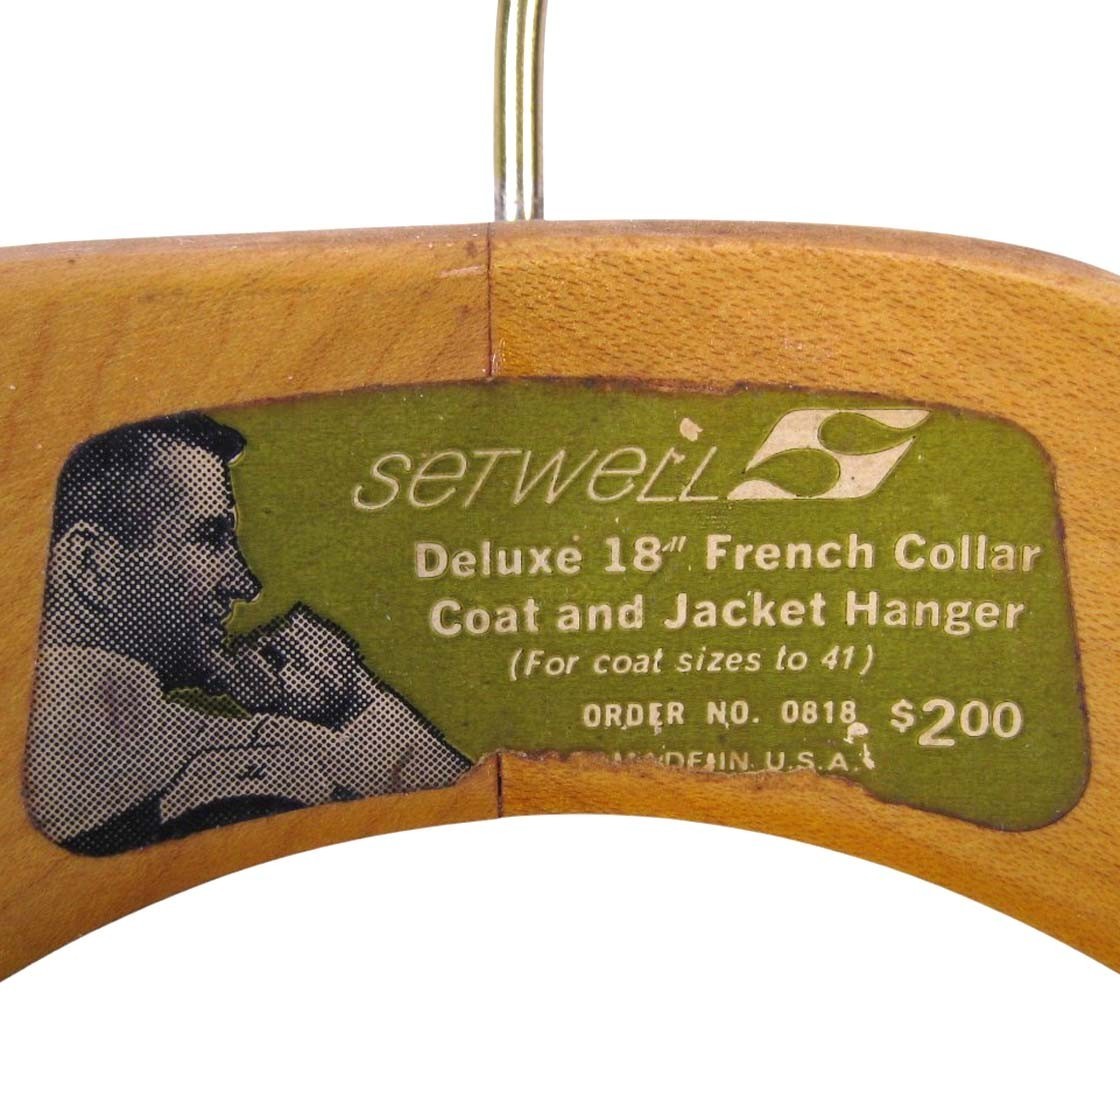 SETWELL
Deluxe 18" French Collar
Coat and Jacket Hanger
(For coat sizes to 41)
ORDER NO. 0818 $200
MADE IN U.S.A.